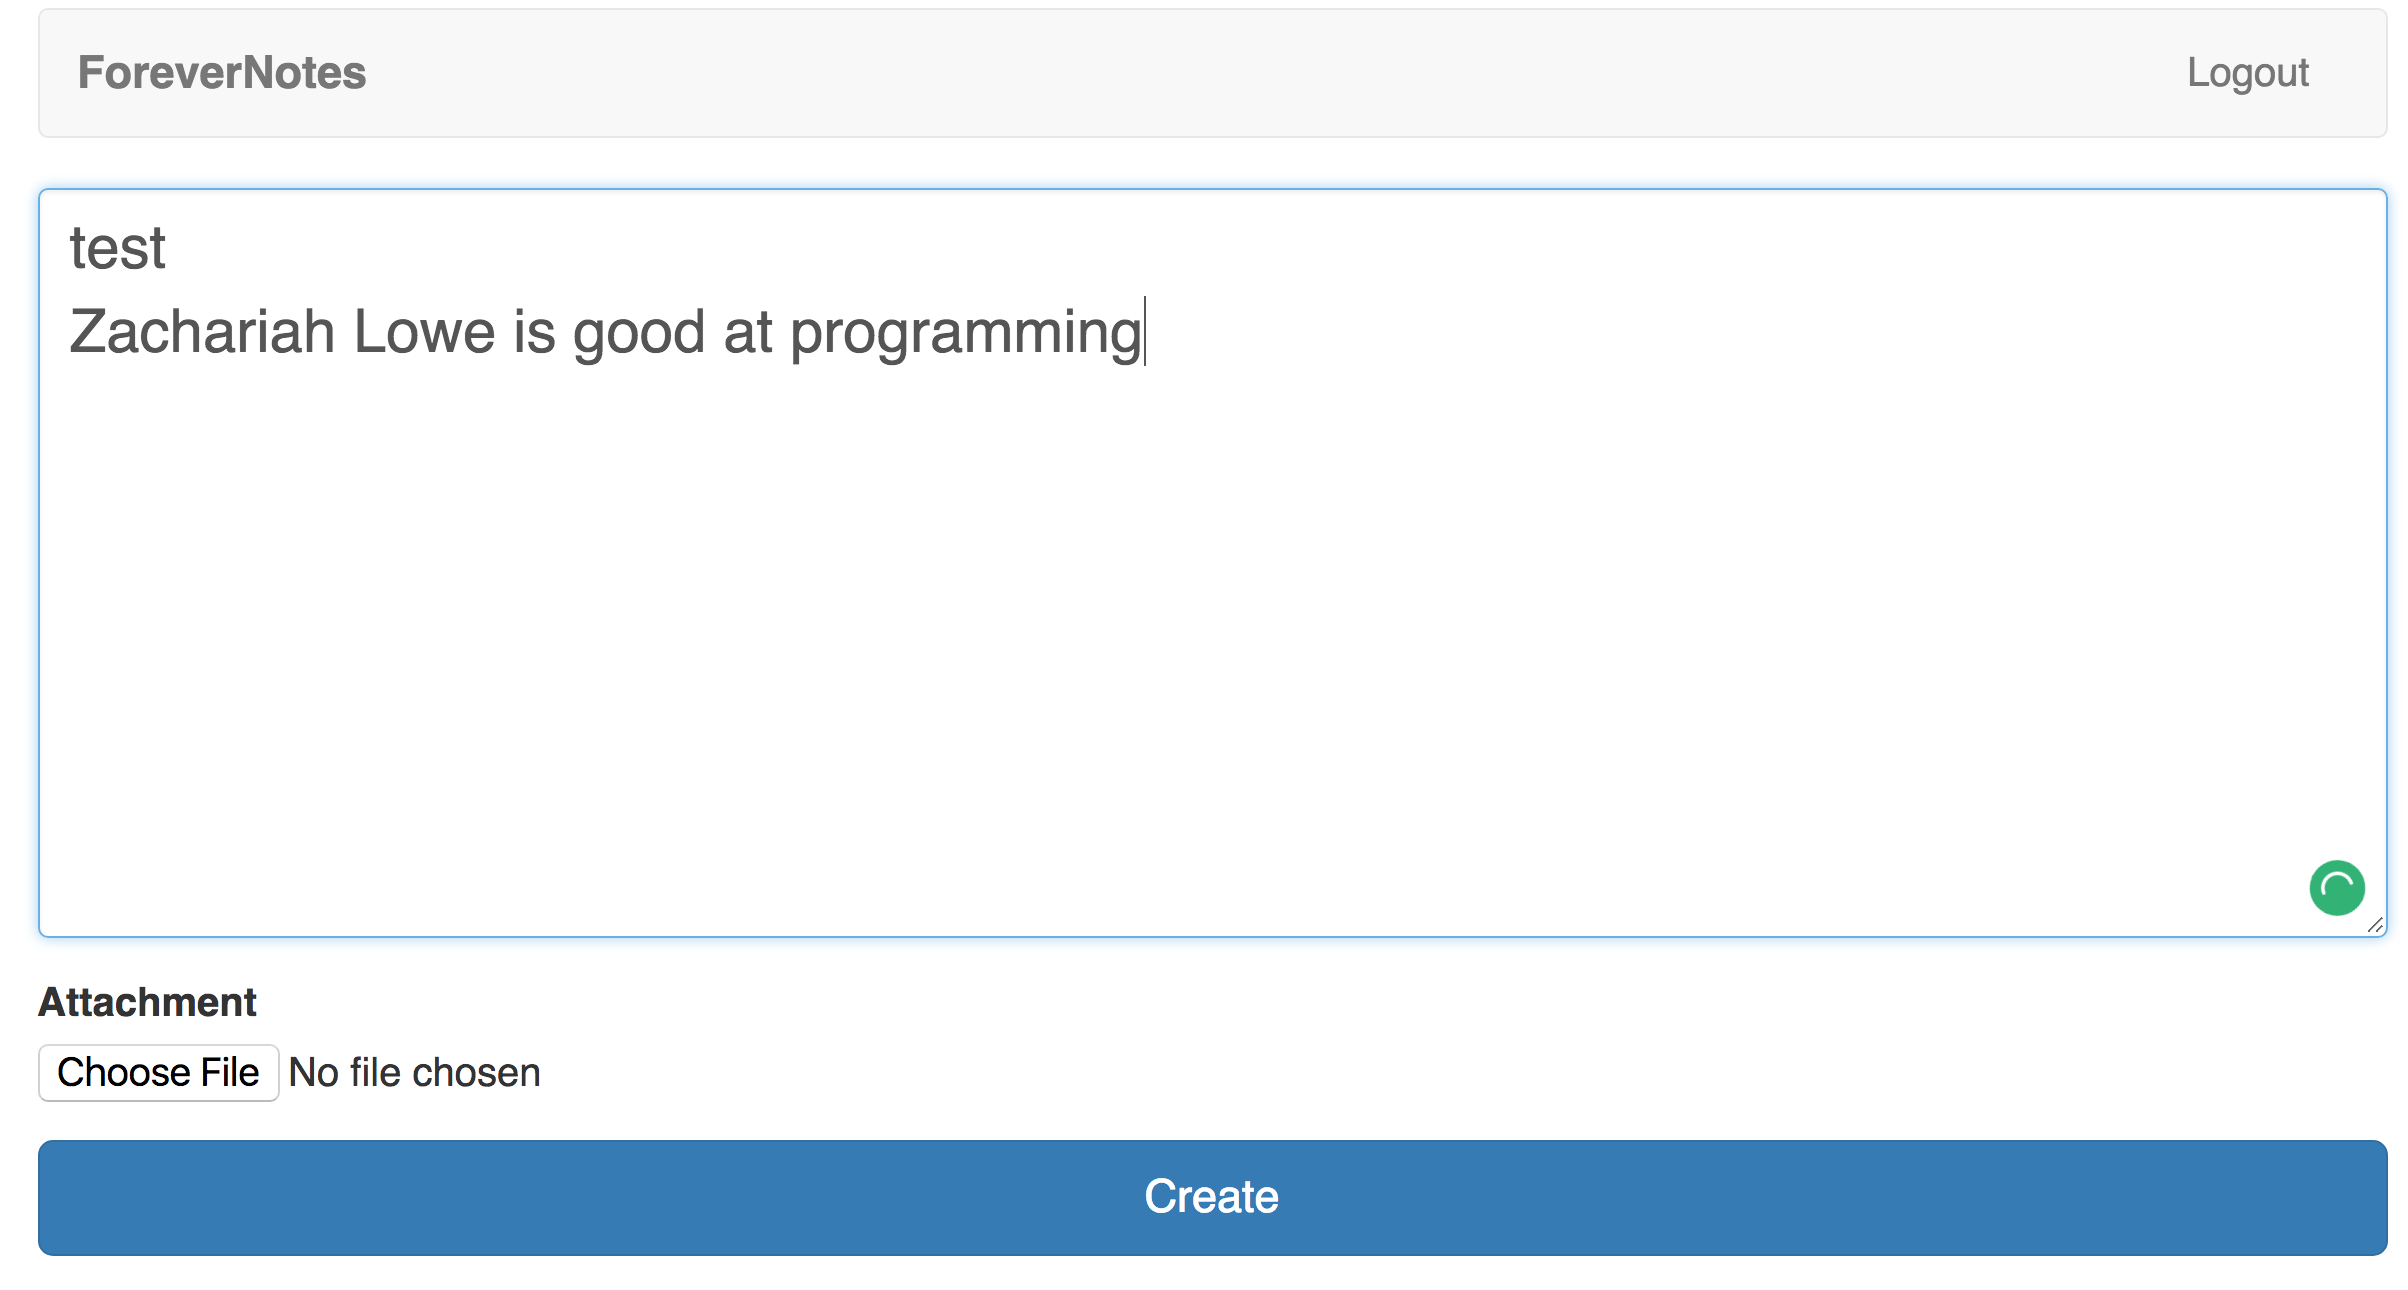 ForeverNotes Logout
test
Zachariah Lowe is good at programming
Attachment
Choose File No file chosen
Create